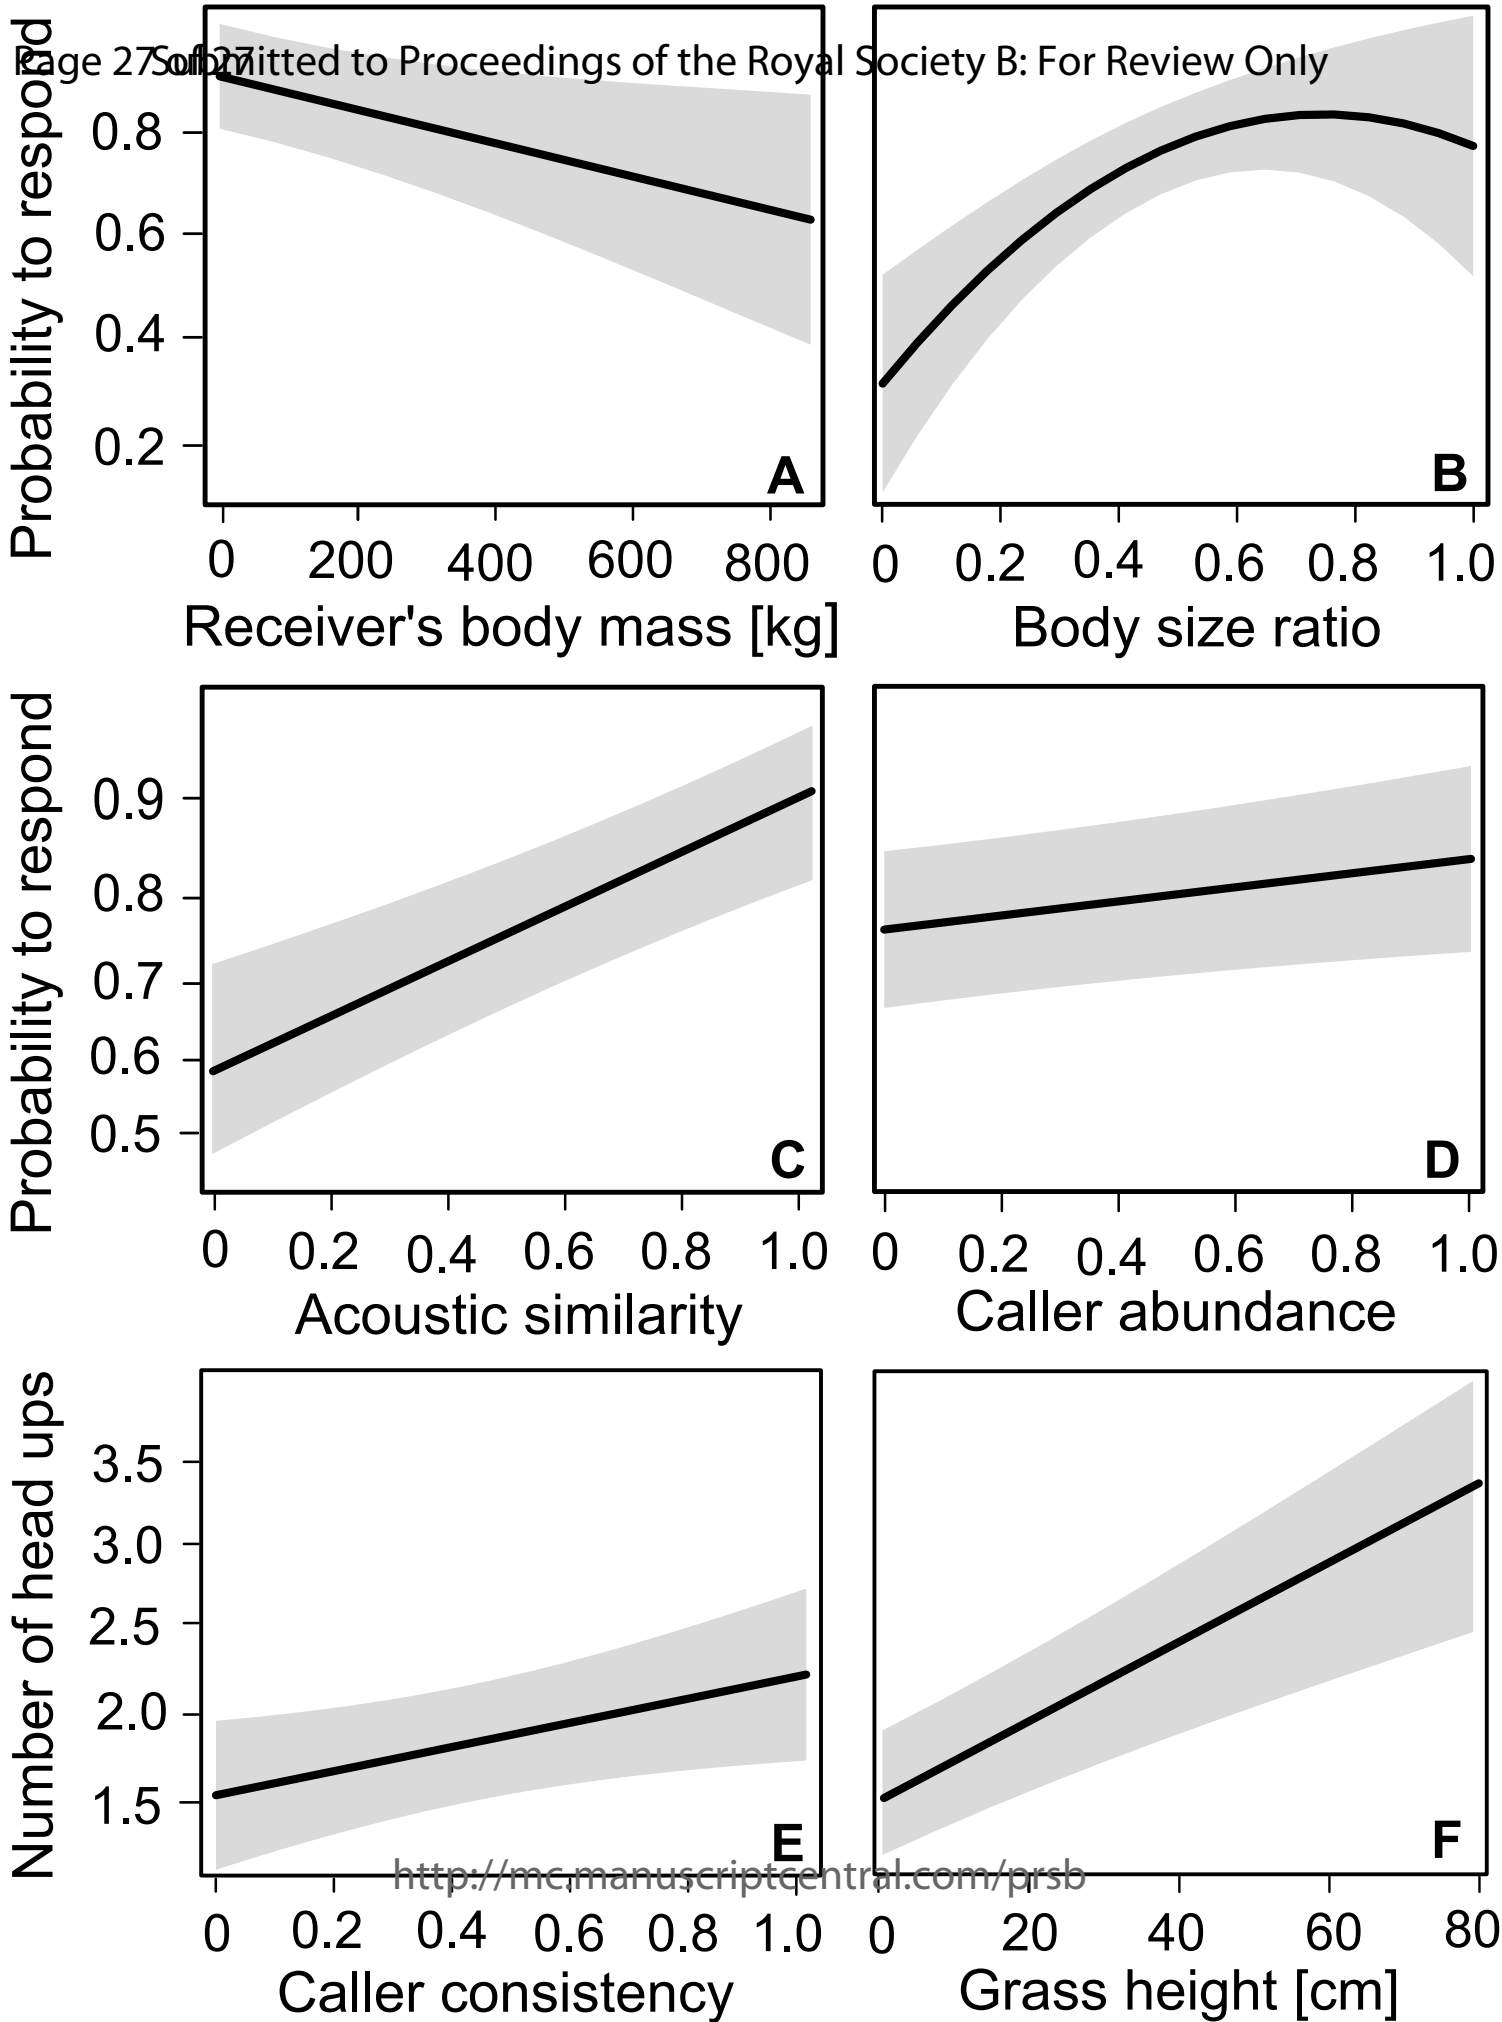 Page 27 of 27
Submitted to Proceedings of the Royal Society B: For Review Only
Probability to respond
0.8
0.6
0.4
0.2
A
B
0 200 400 600 800
0 0.2 0.4 0.6 0.8 1.0
Receiver's body mass [kg]
Body size ratio
Probability to respond
0.9
0.8
0.7
0.6
0.5
C
D
0 0.2 0.4 0.6 0.8 1.0
0 0.2 0.4 0.6 0.8 1.0
Acoustic similarity
Caller abundance
Number of head ups
3.5
3.0
2.5
2.0
1.5
E
F
http://mc.manuscriptcentral.com/prsb
0 0.2 0.4 0.6 0.8 1.0
0 20 40 60 80
Caller consistency
Grass height [cm]